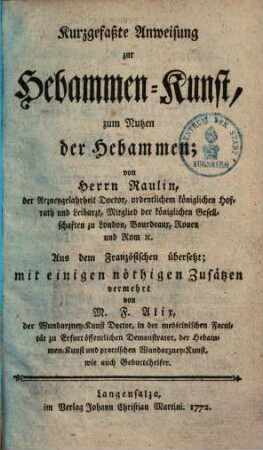 Kurzgefaßte Anweisung
zur
Hebammen-Kunst,
zum Nutzen
der Hebammen;
von
Herrn Raulin,
der Arzneygelahrheit Doctor, ordentlichem königlichen Hof-
rath und Leibarzt, Mitglied der königlichen Gesell-
schaften zu London, Bourdeaux, Rouen
und Rom ꝛc.
Aus dem Französischen übersetzt;
mit einigen nöthigen Zusätzen
vermehrt
von
M. F. Alix,
der Wundarzney-Kunst Doctor, in der medicinischen Facul-
tät zu Erfurt öffentlichen Demonstrator, der Hebam-
men-Kunst und practischen Wundarzney-Kunst,
wie auch Geburtshelfer.
Langensalza,
im Verlag Johann Christian Martini. 1772.